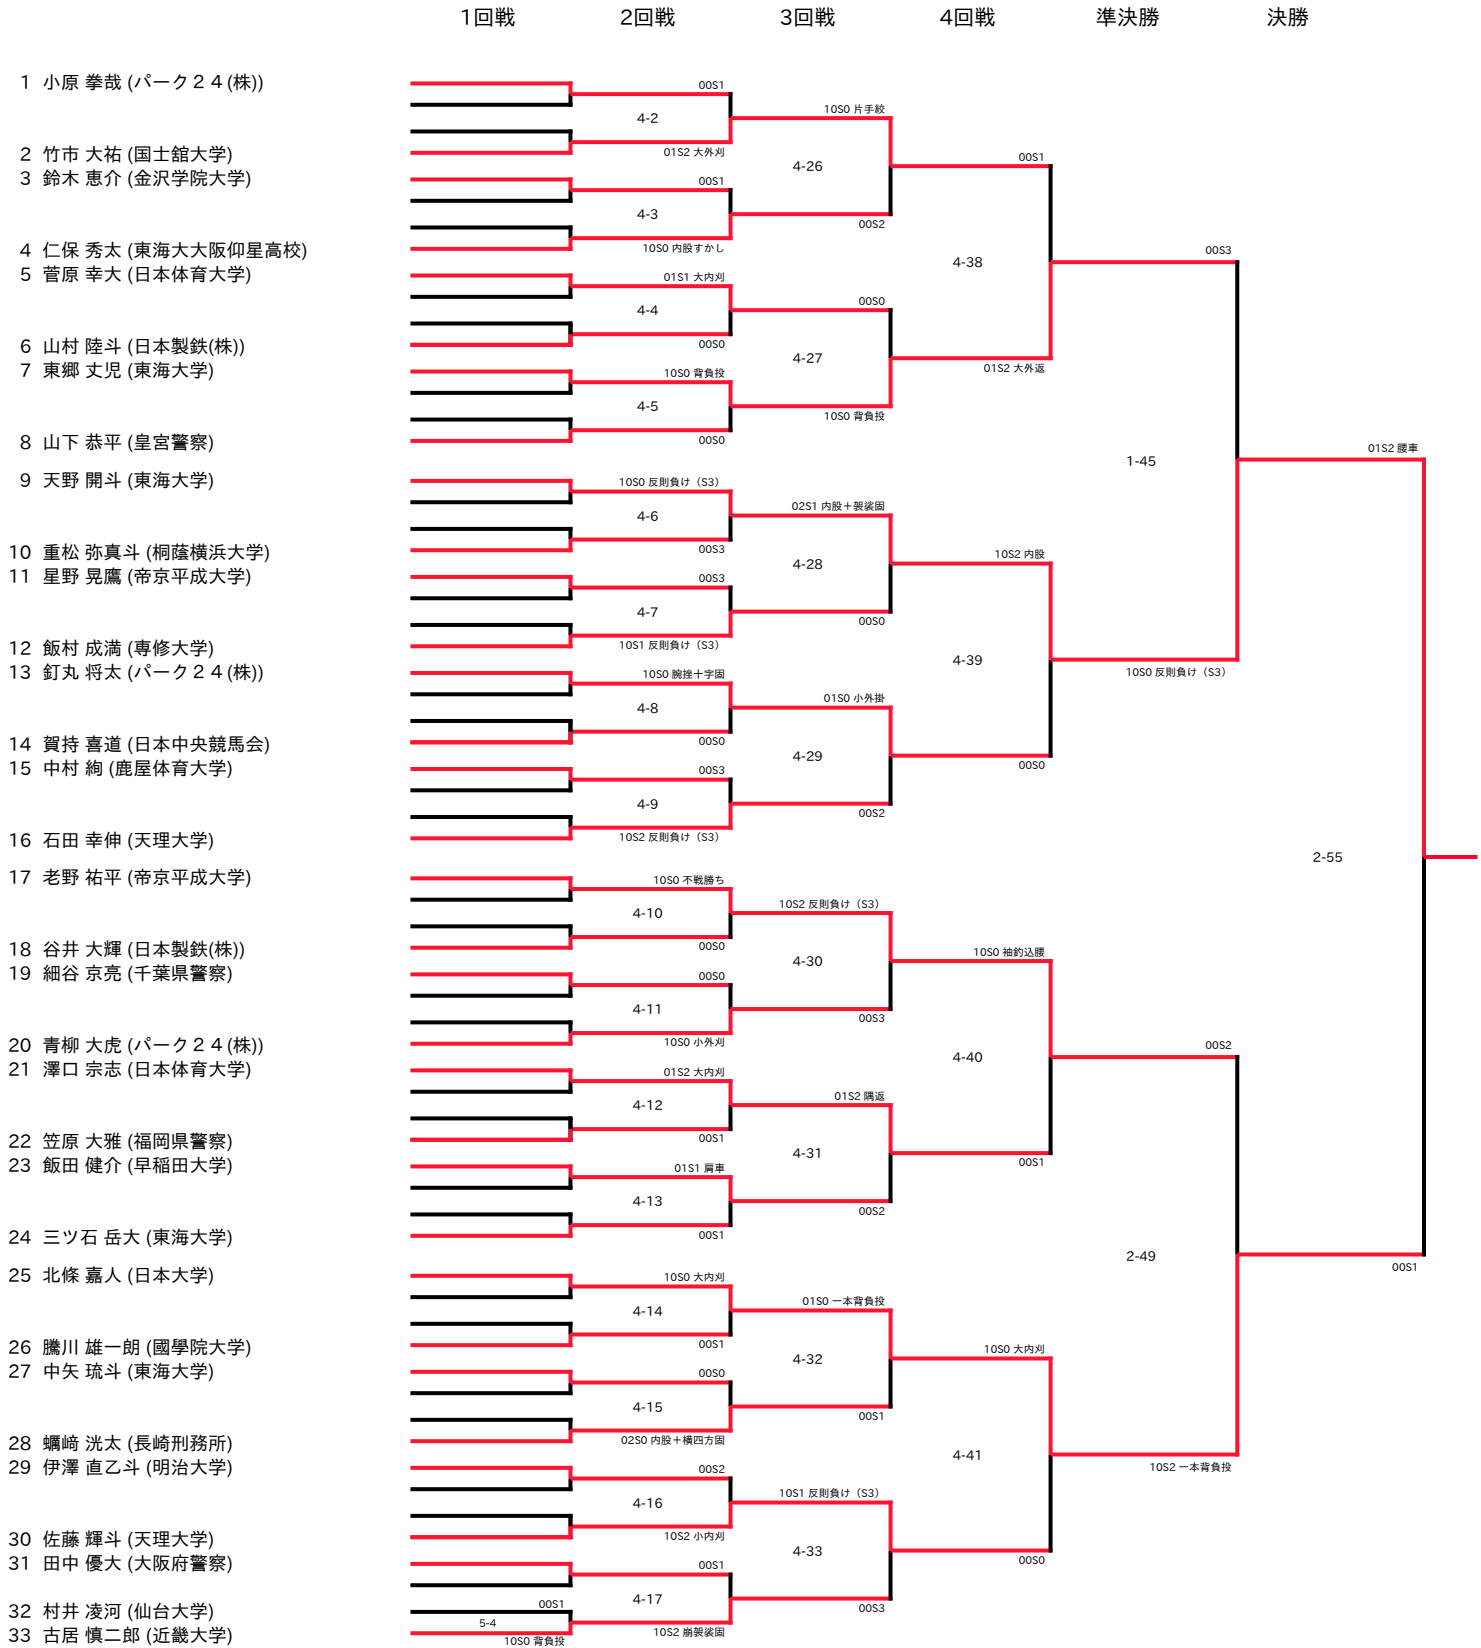 1回戦 2回戦 3回戦 4回戦 準決勝 決勝
1 小原 拳哉 (パーク２４(株))
00S1
10S0 片手絞
4-2
2 竹市 大祐 (国士舘大学)
01S2 大外刈
00S1
4-26
3 鈴木 恵介 (金沢学院大学)
00S1
4-3
00S2
4 仁保 秀太 (東海大大阪仰星高校)
10S0 内股すかし
00S3
4-38
5 菅原 幸大 (日本体育大学)
01S1 大内刈
00S0
4-4
6 山村 陸斗 (日本製鉄(株))
00S0
4-27
01S2 大外返
7 東郷 丈児 (東海大学)
10S0 背負投
4-5
10S0 背負投
8 山下 恭平 (皇宮警察)
00S0
01S2 腰車
1-45
9 天野 開斗 (東海大学)
10S0 反則負け（S3）
02S1 内股＋袈裟固
4-6
10 重松 弥真斗 (桐蔭横浜大学)
00S3
10S2 内股
4-28
11 星野 晃鷹 (帝京平成大学)
00S3
4-7
00S0
12 飯村 成満 (専修大学)
10S1 反則負け（S3）
4-39
10S0 反則負け（S3）
13 釘丸 将太 (パーク２４(株))
10S0 腕挫十字固
01S0 小外掛
4-8
14 賀持 喜道 (日本中央競馬会)
00S0
4-29
00S0
15 中村 絢 (鹿屋体育大学)
00S3
4-9
00S2
16 石田 幸伸 (天理大学)
10S2 反則負け（S3）
2-55
17 老野 祐平 (帝京平成大学)
10S0 不戦勝ち
10S2 反則負け（S3）
4-10
18 谷井 大輝 (日本製鉄(株))
00S0
10S0 袖釣込腰
4-30
19 細谷 京亮 (千葉県警察)
00S0
4-11
00S3
20 青柳 大虎 (パーク２４(株))
10S0 小外刈
00S2
4-40
21 澤口 宗志 (日本体育大学)
01S2 大内刈
01S2 隅返
4-12
22 笠原 大雅 (福岡県警察)
00S1
4-31
00S1
23 飯田 健介 (早稲田大学)
01S1 肩車
4-13
00S2
24 三ツ石 岳大 (東海大学)
00S1
2-49
00S1
25 北條 嘉人 (日本大学)
10S0 大内刈
01S0 一本背負投
4-14
26 騰川 雄一朗 (國學院大学)
00S1
10S0 大内刈
4-32
27 中矢 琉斗 (東海大学)
00S0
4-15
00S1
28 蠣﨑 洸太 (長崎刑務所)
02S0 内股＋横四方固
4-41
10S2 一本背負投
29 伊澤 直乙斗 (明治大学)
00S2
10S1 反則負け（S3）
4-16
30 佐藤 輝斗 (天理大学)
10S2 小内刈
4-33
00S0
31 田中 優大 (大阪府警察)
00S1
4-17
00S3
32 村井 凌河 (仙台大学)
00S1
5-4
33 古居 慎二郎 (近畿大学)
10S0 背負投
10S2 崩袈裟固